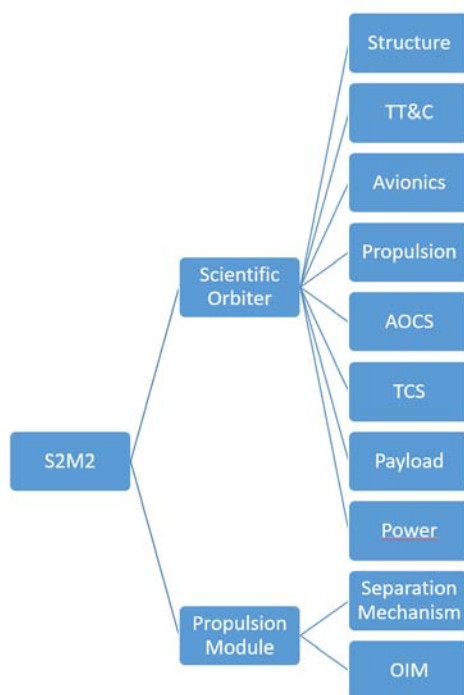 Structure
TT&C
Avionics
Propulsion
Scientific
Orbiter
AOCS
TCS
S2M2
Payload
Power
Separation
Mechanism
Propulsion
Module
OIM